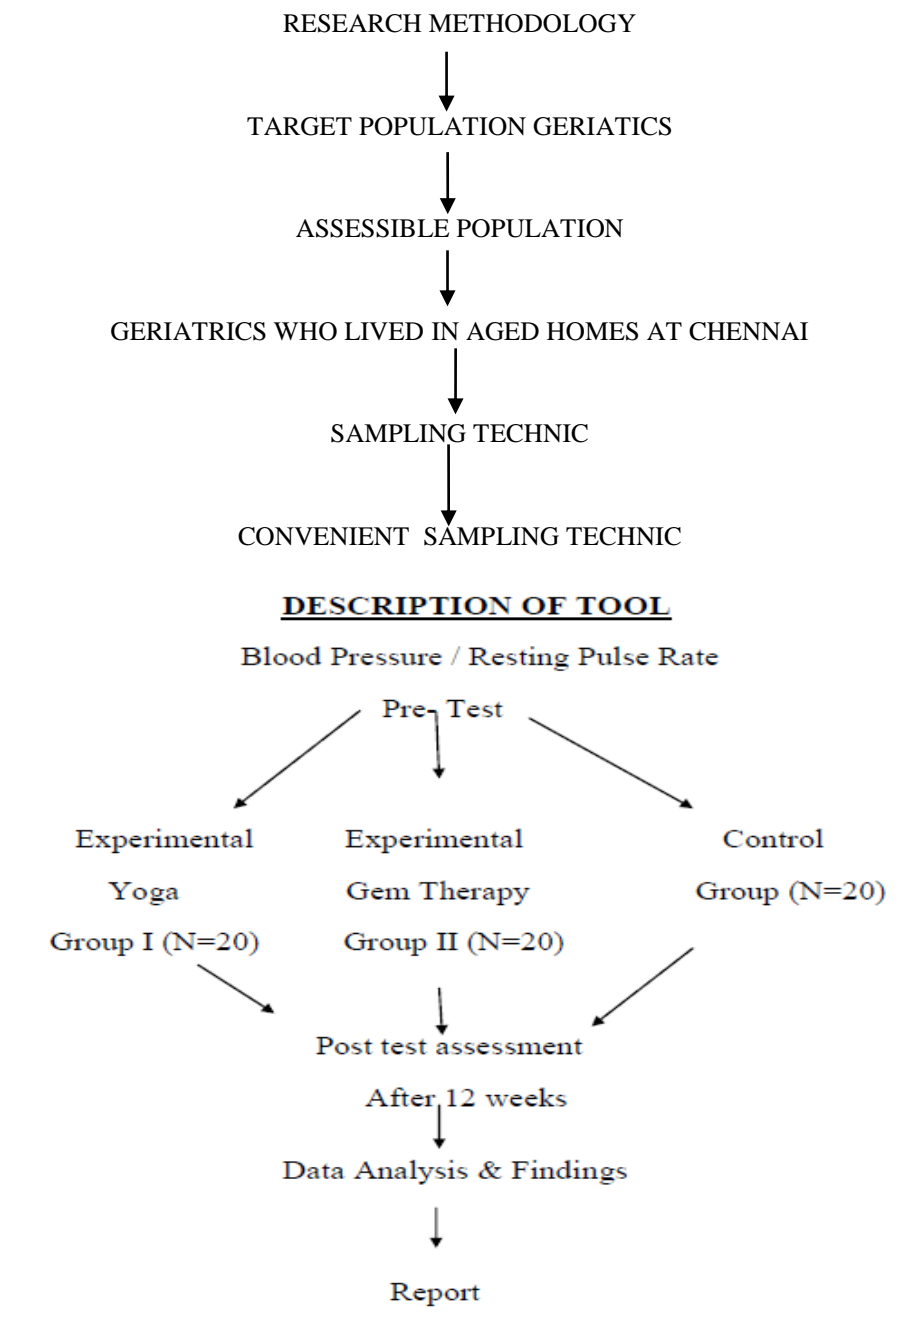 RESEARCH METHODOLOGY
TARGET POPULATION GERIATICS
ASSESSIBLE POPULATION
GERIATRICS WHO LIVED IN AGED HOMES AT CHENNAI
SAMPLING TECHNIC
CONVENIENT SAMPLING TECHNIC
DESCRIPTION OF TOOL
Blood Pressure / Resting Pulse Rate
Pre- Test
Experimental
Yoga
Group I (N=20)
Experimental
Gem Therapy
Group II (N=20)
Control
Group (N=20)
Post test assessment
After 12 weeks
Data Analysis & Findings
Report